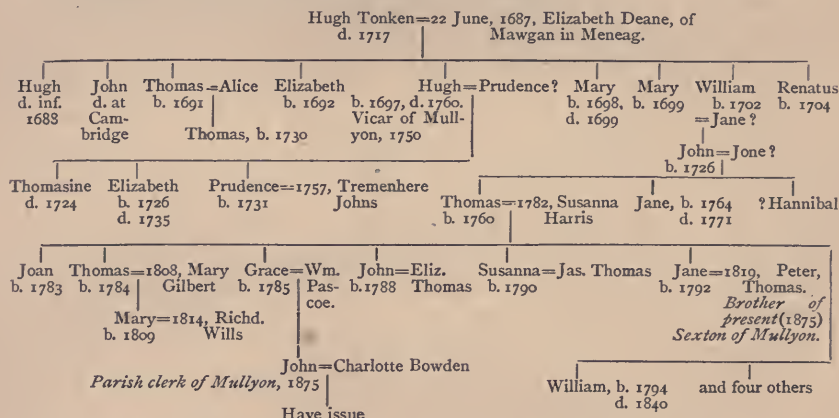 Hugh Tonken=22 June, 1687, Elizabeth Deane, of
d. 1717 Mawgan in Meneag.
Hugh John Thomas=Alice Elizabeth Hugh=Prudence? Mary Mary William Renatus
d. inf. d. at b. 1691 b. 1692 b. 1697, d. 1760. b. 1698, b. 1699 b. 1702 b. 1704
1688 Cam- Vicar of Mull- d. 1699 =Jane?
bridge Thomas, b. 1730 yon, 1750
John=Jone?
b. 1726
Thomasine Elizabeth Prudence=1757, Tremenhere
d. 1724 b. 1726 b. 1731 Johns
d. 1735
Thomas=1782, Susanna Jane, b. 1764 ? Hannibal
b. 1760 Harris d. 1771
Joan Thomas=1808, Mary Grace=Wm. John=Eliz. Susanna=Jas. Thomas Jane=1819, Peter,
b. 1783 b. 1784 Gilbert b. 1785 Pas- b.1788 Thomas b. 1790 b. 1792 Thomas.
coe. Brother of
Mary=1814, Richd. present(1875)
b. 1809 Wills Sexton of Mullyon.
John=Charlotte Bowden
Parish clerk of Mullyon, 1875
William, b. 1794 and four others
d. 1840
Have issue